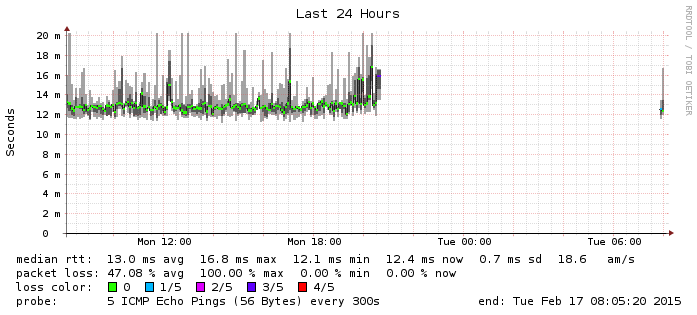 Last 24 Hours
RRDTOOL / TOBI OETIKER
Seconds
20 m
18 m
16 m
14 m
12 m
10 m
8 m
6 m
4 m
2 m
0
Mon 12:00 Mon 18:00 Tue 00:00 Tue 06:00
median rtt: 13.0 ms avg 16.8 ms max 12.1 ms min 12.4 ms now 0.7 ms sd 18.6 am/s
packet loss: 47.08 % avg 100.00 % max 0.00 % min 0.00 % now
loss color: 0 1/5 2/5 3/5 4/5
probe: 5 ICMP Echo Pings (56 Bytes) every 300s end: Tue Feb 17 08:05:20 2015